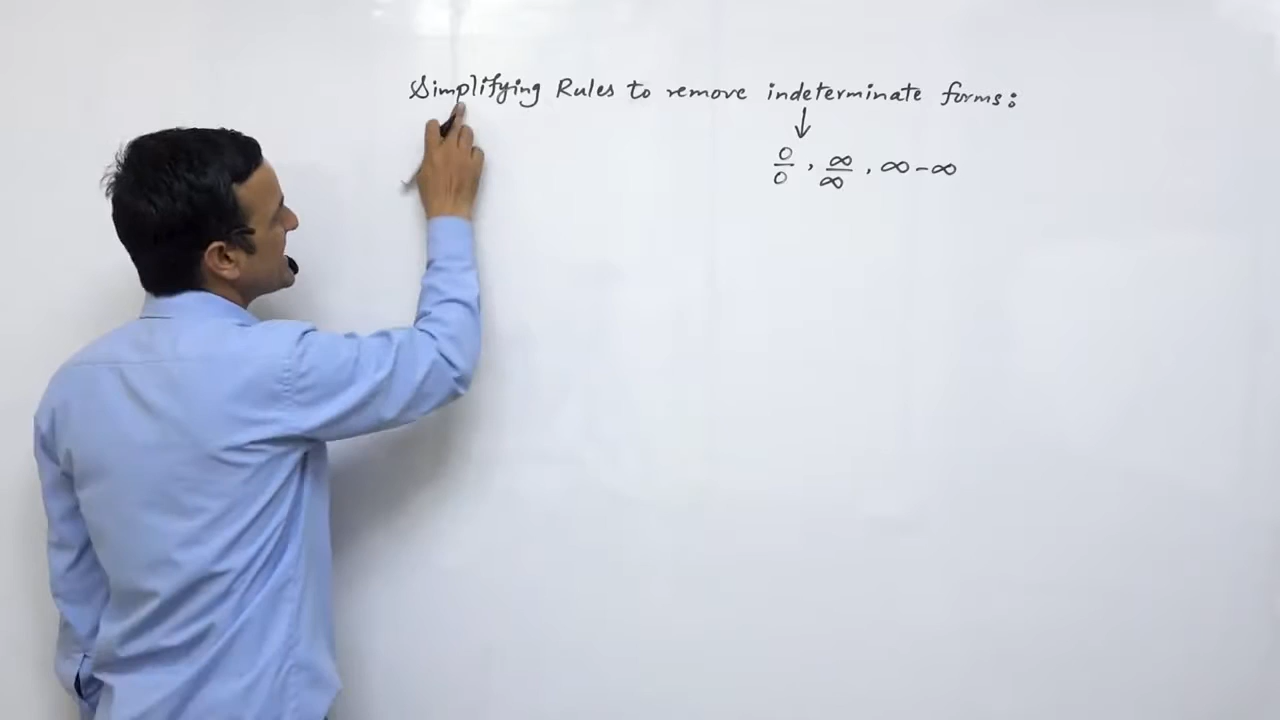 Simplifying Rules to remove indeterminate forms:
↓
0/0, ∞/∞, ∞-∞